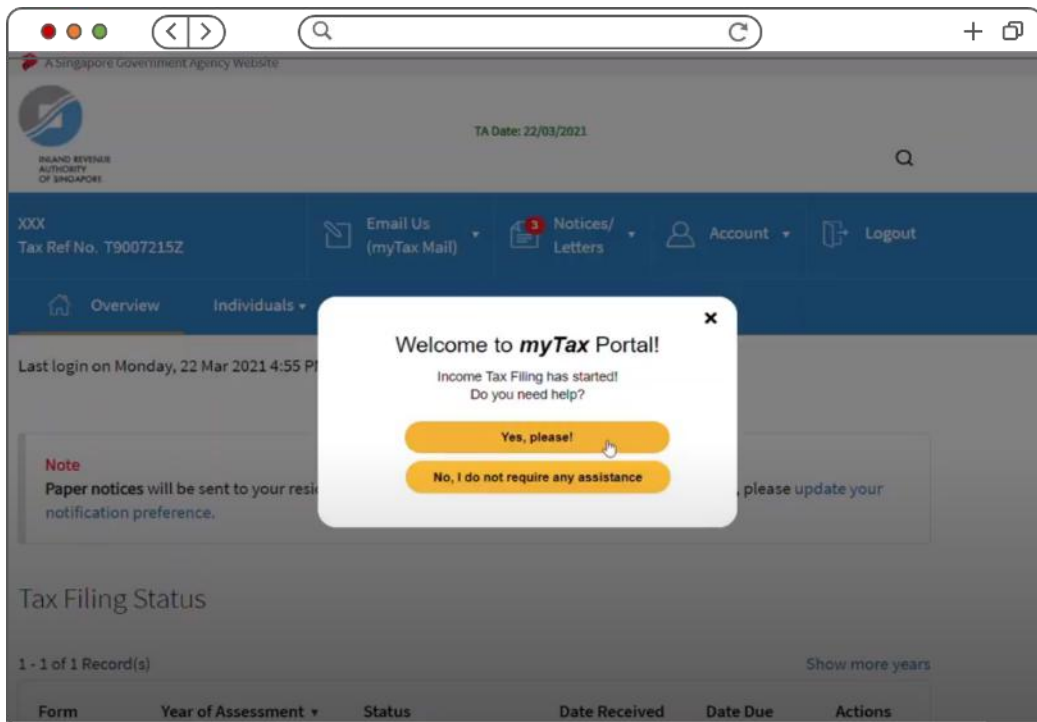 A Singapore Government Agency Website
INLAND REVENUE
AUTHORITY
OF SINGAPORE
TA Date: 22/03/2021
XXX
Tax Ref No. T9007215Z
Email Us
(myTax Mail)
3
Notices/
Letters
Account
Logout
Overview
Individuals
Last login on Monday, 22 Mar 2021 4:55
Welcome to myTax Portal!
Income Tax Filing has started!
Do you need help?
Yes, please!
No, I do not require any assistance
Note
Paper notices will be sent to your , please update your
notification preference.
Tax Filing Status
1 - 1 of 1 Record(s)
Show more years
Form Year of Assessment Status Date Received Date Due Actions